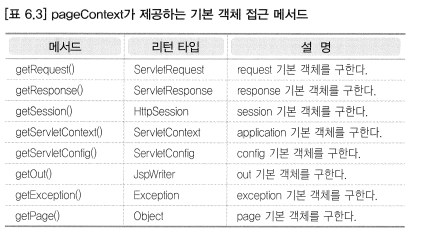 [표 6.3] pageContext가 제공하는 기본 객체 접근 메서드
메서드 리턴 타입 설 명
getRequest() ServletRequest request 기본 객체를 구한다.
getResponse() ServletResponse response 기본 객체를 구한다.
getSession() HttpSession session 기본 객체를 구한다.
getServletContext() ServletContext application 기본 객체를 구한다.
getServletConfig() ServletConfig config 기본 객체를 구한다.
getOut() JspWriter out 기본 객체를 구한다.
getException() Exception exception 기본 객체를 구한다.
getPage() Object page 기본 객체를 구한다.